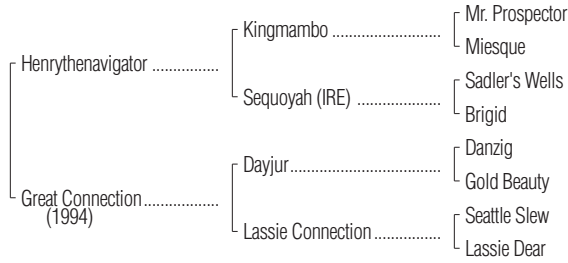 Mr. Prospector
Kingmambo ........................
Miesque
Henrythenavigator ................
Sadler's Wells
Sequoyah (IRE) ....................
Brigid
Danzig
Dayjur...................................
Gold Beauty
Great Connection..................
(1994)
Seattle Slew
Lassie Connection................
Lassie Dear